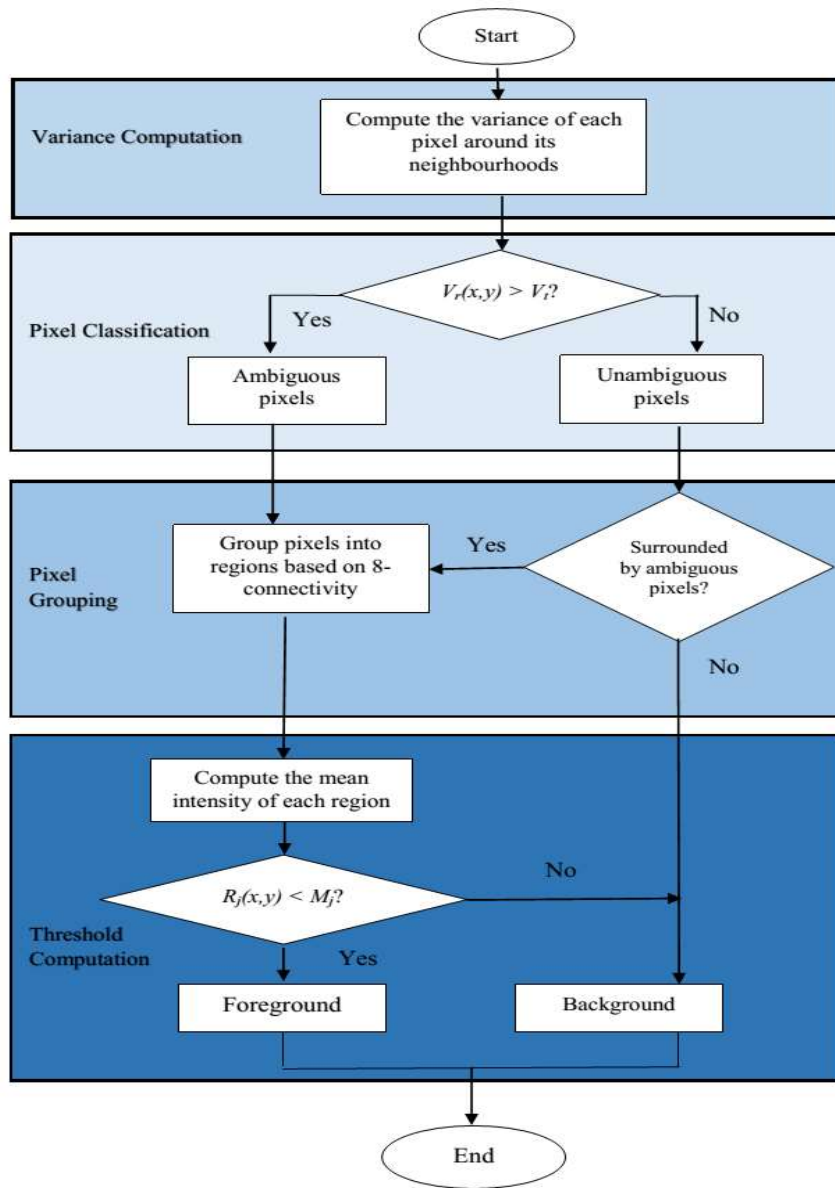 Start
Variance Computation
Compute the variance of each
pixel around its
neighbourhoods
Pixel Classification
Vr(x,y) > Vt?
Yes
No
Ambiguous
pixels
Unambiguous
pixels
Pixel
Grouping
Group pixels into
regions based on 8-
connectivity
Yes
Surrounded
by ambiguous
pixels?
No
Compute the mean
intensity of each region
Rj(x,y) < Mj?
No
Threshold
Computation
Yes
Foreground
Background
End